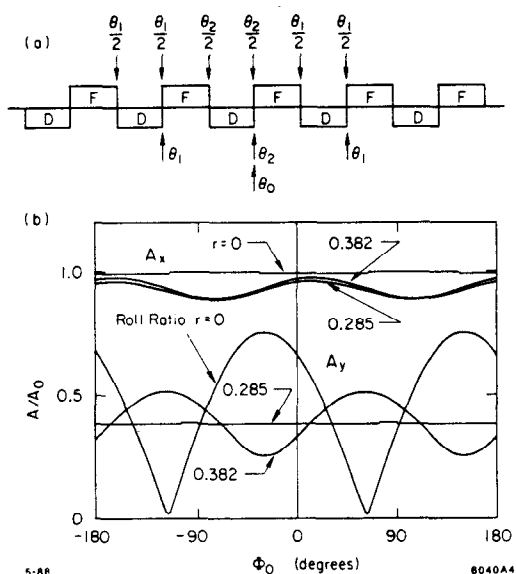 (a)
θ₁/2 θ₁/2 θ₂/2 θ₂/2 θ₁/2 θ₁/2
F F F F F
D D D D D
θ₁ θ₂ θ₁
θ₀
(b)
Aₓ r=0 0.382
1.0
0.285
Roll Ratio r=0
A_y
A/A₀
0.5
0.285
0.382
0
-180 -90 0 90 180
Φ₀ (degrees)
5-88 6040A4